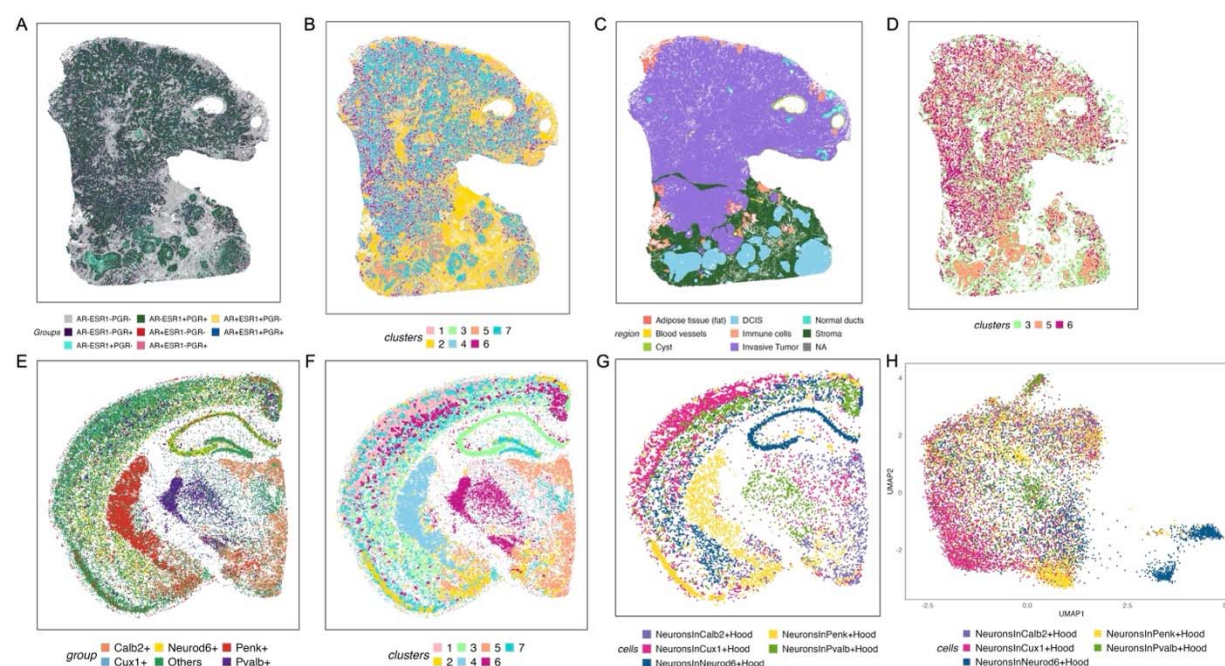 A
B
C
D
Groups
AR-ESR1-PGR- AR-ESR1+PGR+ AR+ESR1+PGR-
AR-ESR1-PGR+ AR+ESR1-PGR- AR+ESR1+PGR+
AR-ESR1+PGR- AR+ESR1-PGR+
clusters
1 3 5 7
2 4 6
region
Adipose tissue (fat) DCIS Normal ducts
Blood vessels Immune cells Stroma
Cyst Invasive Tumor NA
clusters 3 5 6
E
F
G
H
group
Calb2+ Neurod6+ Penk+
Cux1+ Others Pvalb+
clusters
1 3 5 7
2 4 6
cells
NeuronsInCalb2+Hood NeuronsInPenk+Hood
NeuronsInCux1+Hood NeuronsInPvalb+Hood
NeuronsInNeurod6+Hood
4
2
0
-2
UMAP2
-2.5 0.0 2.5 5
UMAP1
cells
NeuronsInCalb2+Hood NeuronsInPenk+Hood
NeuronsInCux1+Hood NeuronsInPvalb+Hood
NeuronsInNeurod6+Hood